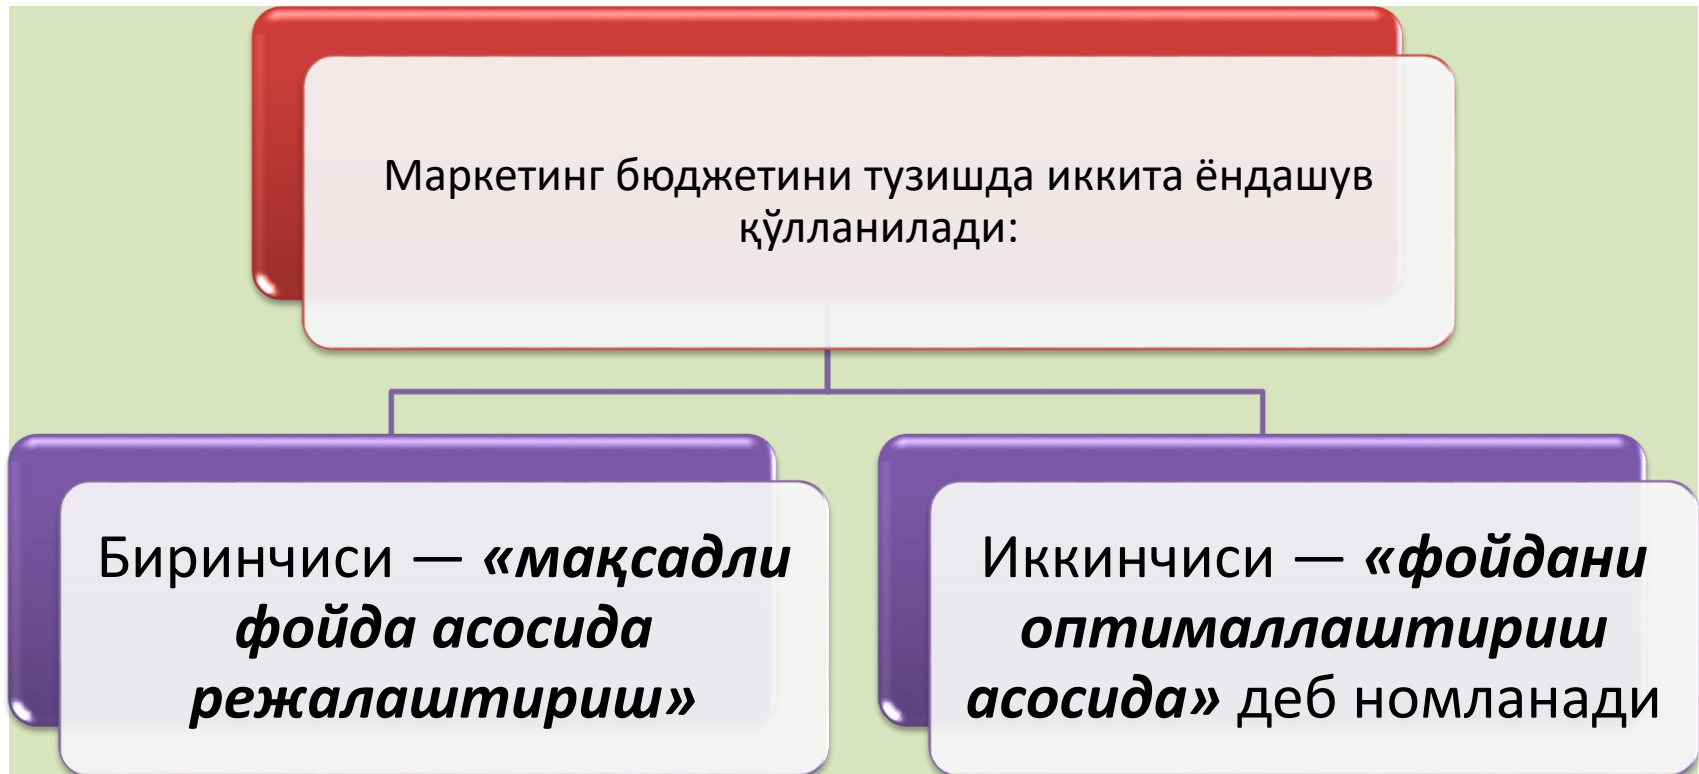 Маркетинг бюджетини тузишда иккита ёндашув
қўлланилади:
Биринчиси — «мақсадли
фойда асосида
режалаштириш»
Иккинчиси — «фойдани
оптималлаштириш
асосида» деб номланади